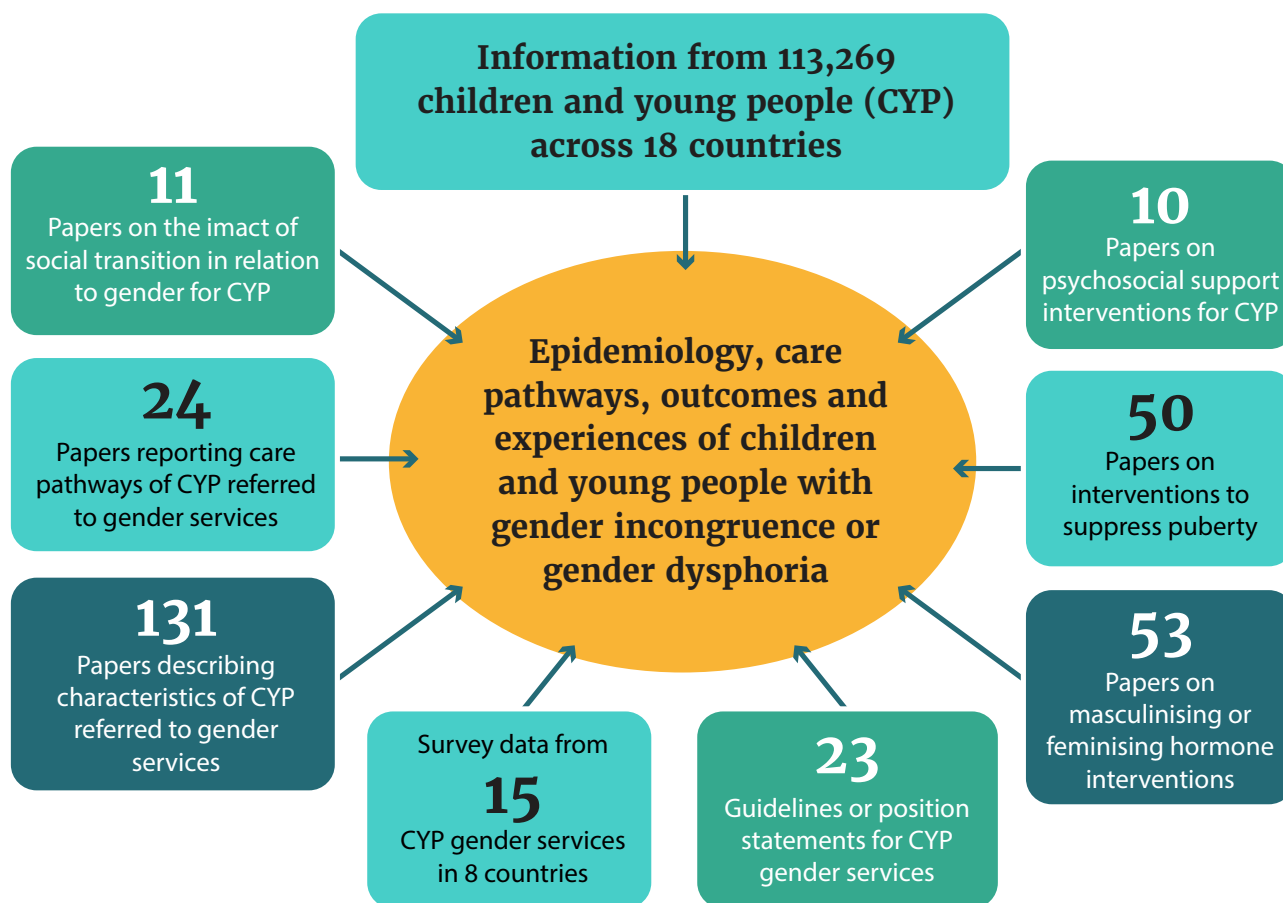 Information from 113,269
children and young people (CYP)
across 18 countries
11
Papers on the imact of
social transition in relation
to gender for CYP
10
Papers on
psychosocial support
interventions for CYP
Epidemiology, care
pathways, outcomes and
experiences of children
and young people with
gender incongruence or
gender dysphoria
24
Papers reporting care
pathways of CYP referred
to gender services
50
Papers on
interventions to
suppress puberty
131
Papers describing
characteristics of CYP
referred to gender
services
53
Papers on
masculinising or
feminising hormone
interventions
Survey data from
15
CYP gender services
in 8 countries
23
Guidelines or position
statements for CYP
gender services